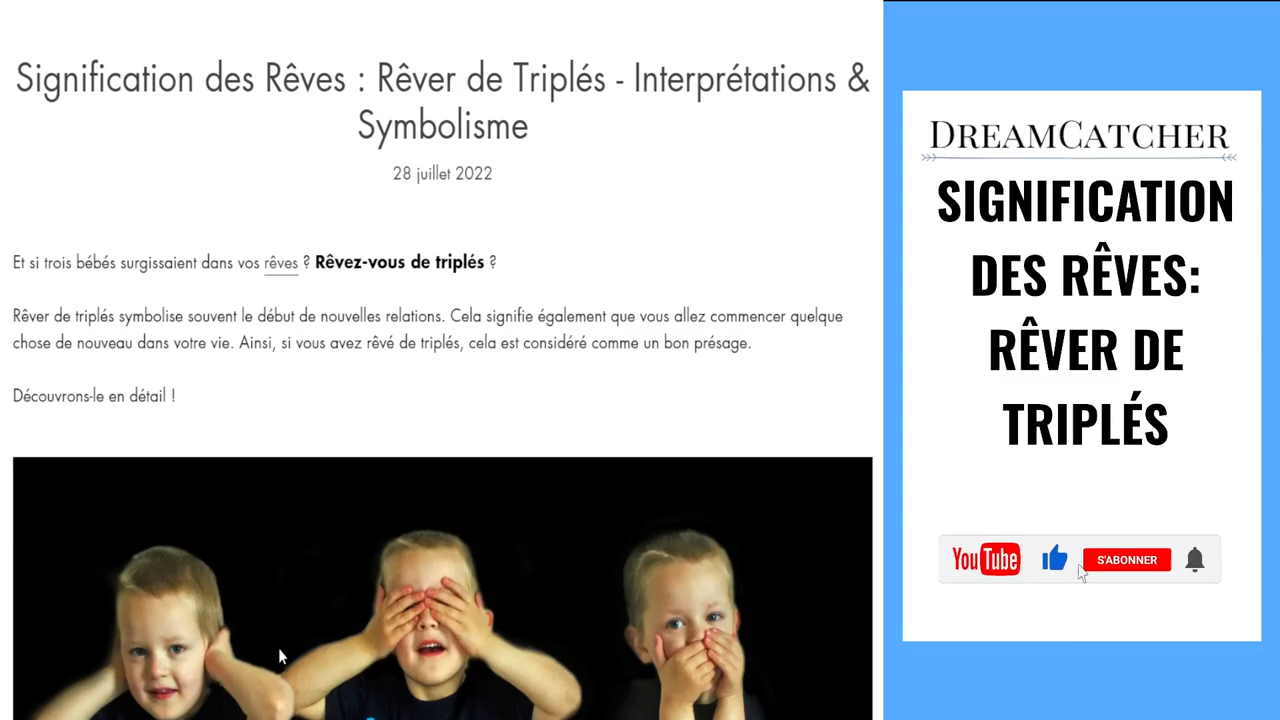 Signification des Rêves : Rêver de Triplés - Interprétations &
Symbolisme
28 juillet 2022
Et si trois bébés surgissaient dans vos rêves ? Rêvez-vous de triplés ?
Rêver de triplés symbolise souvent le début de nouvelles relations. Cela signifie également que vous allez commencer quelque
chose de nouveau dans votre vie. Ainsi, si vous avez rêvé de triplés, cela est considéré comme un bon présage.
Découvrons-le en détail !
DREAMCATCHER
SIGNIFICATION
DES RÊVES:
RÊVER DE
TRIPLÉS
YouTube S'ABONNER